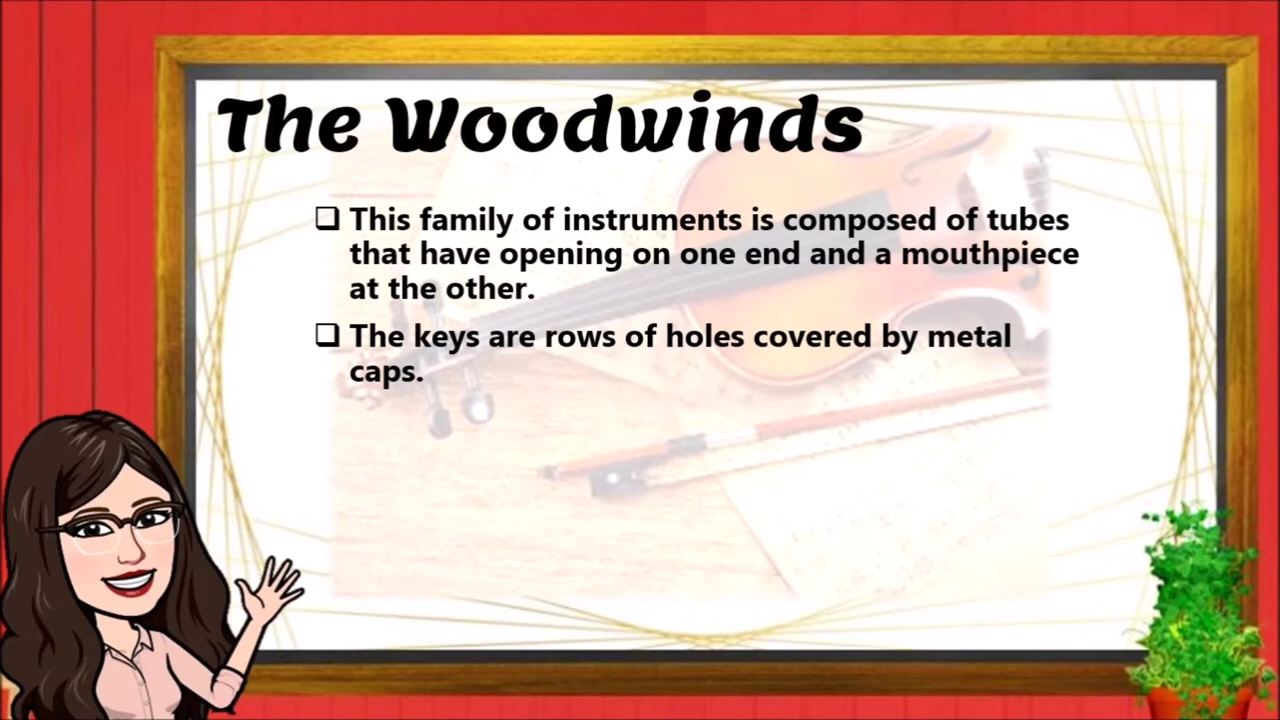 The Woodwinds
❑ This family of instruments is composed of tubes
that have opening on one end and a mouthpiece
at the other.
❑ The keys are rows of holes covered by metal
caps.